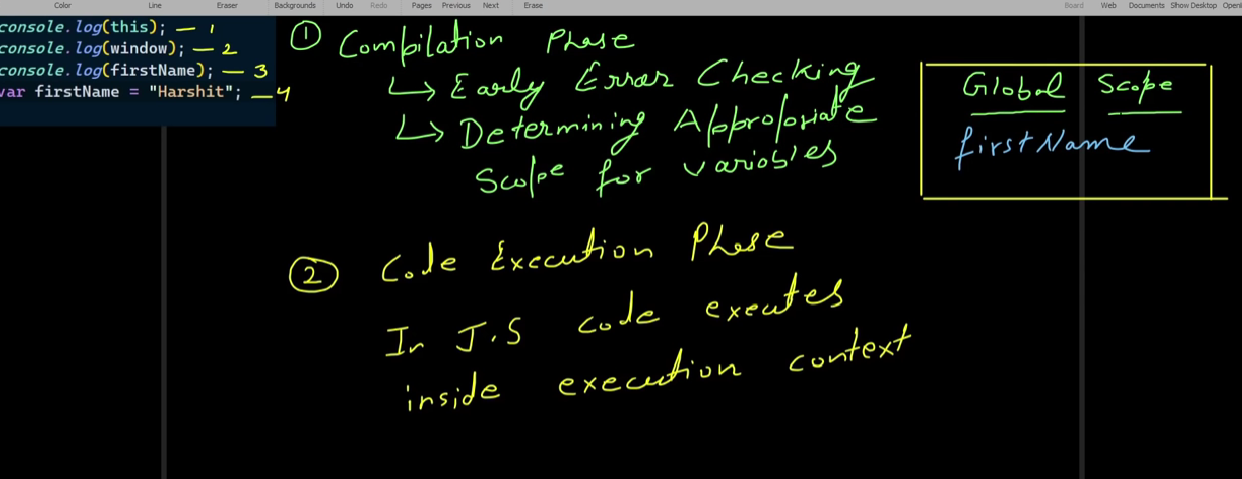 Color Line Eraser Backgrounds Undo Redo Pages Previous Next Erase Board Web Documents Show Desktop Open
console.log(this); — 1
console.log(window); — 2
console.log(firstName); — 3
var firstName = "Harshit"; — 4
① Compilation Phase
↳ Early Error Checking
↳ Determining Appropriate
Scope for variables
Global Scope
firstName
② Code Execution Phase
In J.S code executes
inside execution context